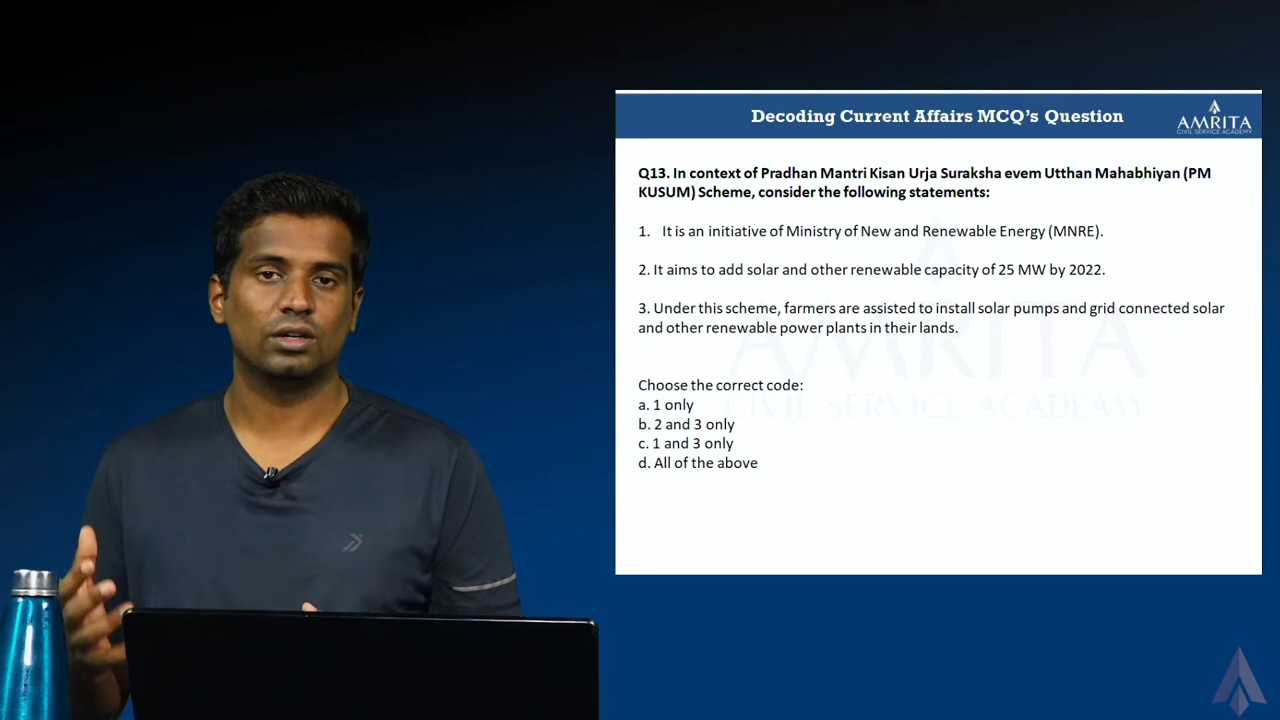 Decoding Current Affairs MCQ's Question
AMRITA
CIVIL SERVICE ACADEMY
Q13. In context of Pradhan Mantri Kisan Urja Suraksha evem Utthan Mahabhiyan (PM
KUSUM) Scheme, consider the following statements:
1. It is an initiative of Ministry of New and Renewable Energy (MNRE).
2. It aims to add solar and other renewable capacity of 25 MW by 2022.
3. Under this scheme, farmers are assisted to install solar pumps and grid connected solar
and other renewable power plants in their lands.
AMRITA
CIVIL SERVICE ACADEMY
Choose the correct code:
a. 1 only
b. 2 and 3 only
c. 1 and 3 only
d. All of the above